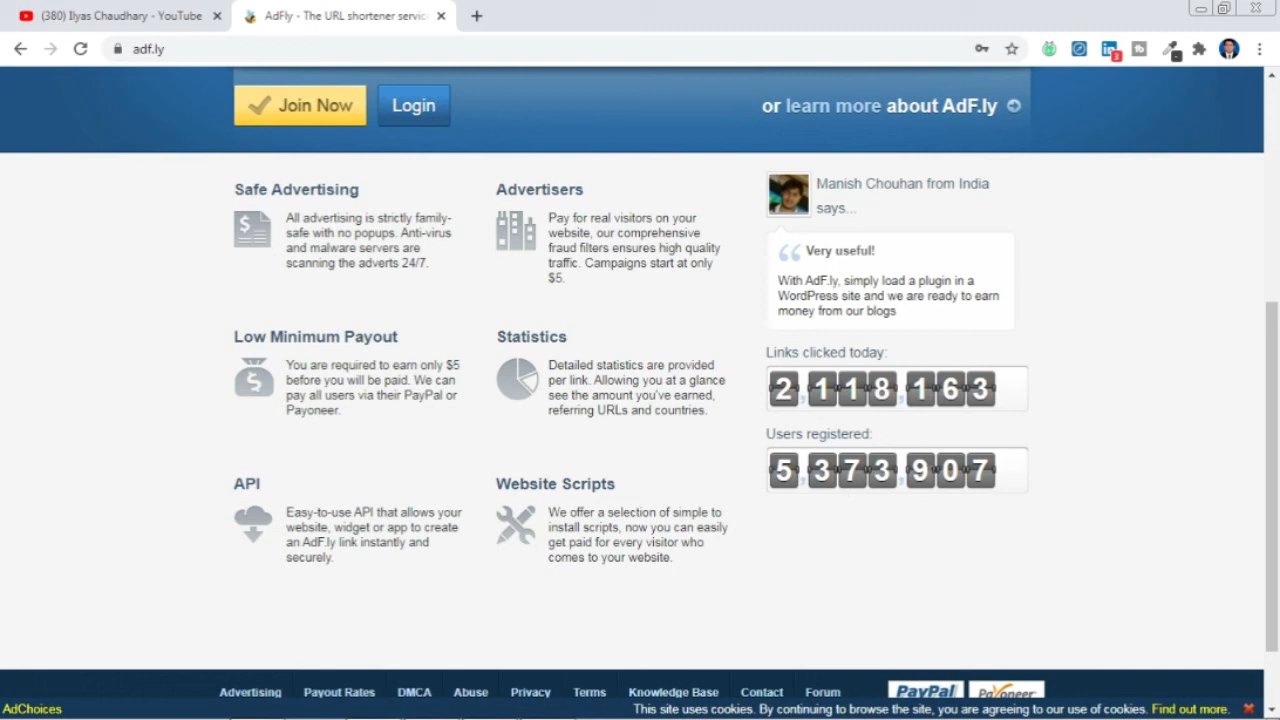 (380) Ilyas Chaudhary - YouTube
AdFly - The URL shortener servic
adf.ly
3
Join Now
Login
or learn more about AdF.ly
Safe Advertising
All advertising is strictly family-
safe with no popups. Anti-virus
and malware servers are
scanning the adverts 24/7.
Advertisers
Pay for real visitors on your
website, our comprehensive
fraud filters ensures high quality
traffic. Campaigns start at only
$5.
Manish Chouhan from India
says...
Very useful!
With AdF.ly, simply load a plugin in a
WordPress site and we are ready to earn
money from our blogs
Low Minimum Payout
You are required to earn only $5
before you will be paid. We can
pay all users via their PayPal or
Payoneer.
Statistics
Detailed statistics are provided
per link. Allowing you at a glance
see the amount you've earned,
referring URLs and countries.
Links clicked today:
2,118,163
Users registered:
5,373,907
API
Easy-to-use API that allows your
website, widget or app to create
an AdF.ly link instantly and
securely.
Website Scripts
We offer a selection of simple to
install scripts, now you can easily
get paid for every visitor who
comes to your website.
Advertising Payout Rates DMCA Abuse Privacy Terms Knowledge Base Contact Forum PayPal Payoneer
AdChoices
This site uses cookies. By continuing to browse the site, you are agreeing to our use of cookies. Find out more.